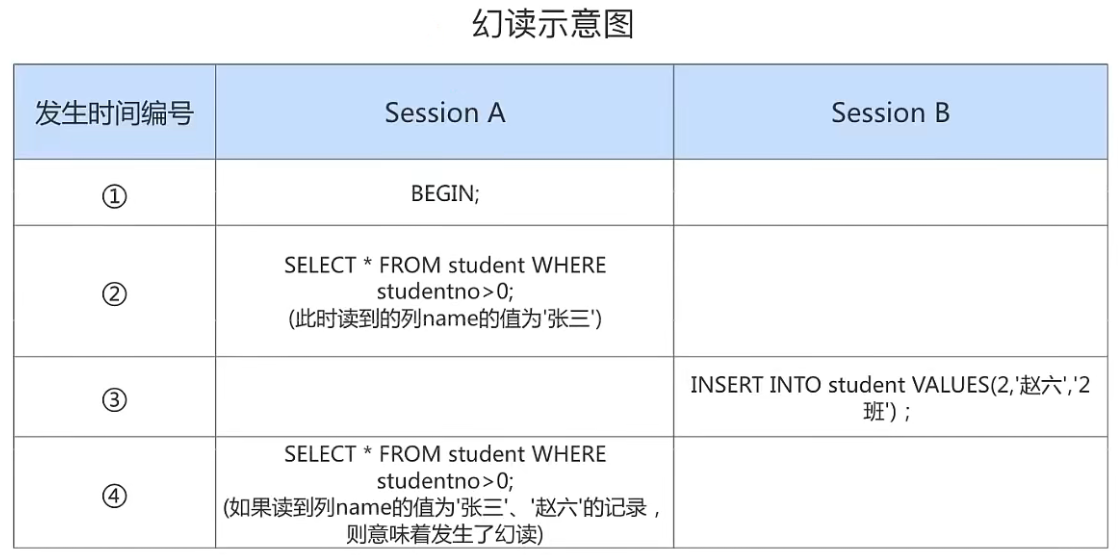 幻读示意图
发生时间编号
Session A
Session B
①
BEGIN;
②
SELECT * FROM student WHERE
studentno>0;
(此时读到的列name的值为'张三')
③
INSERT INTO student VALUES(2,'赵六','2
班') ;
④
SELECT * FROM student WHERE
studentno>0;
(如果读到列name的值为'张三'、'赵六'的记录，
则意味着发生了幻读)